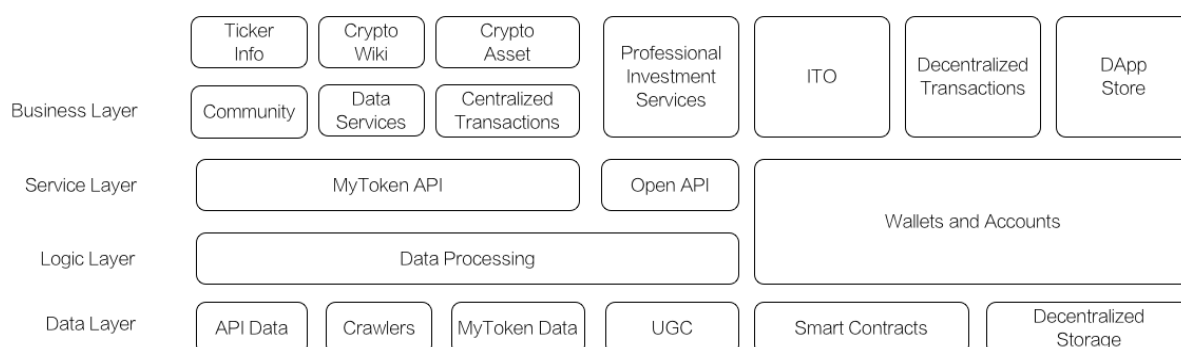 Ticker
Info
Crypto
Wiki
Crypto
Asset
Professional
Investment
Services
ITO
Decentralized
Transactions
DApp
Store
Business Layer
Community
Data
Services
Centralized
Transactions
Service Layer
MyToken API
Open API
Wallets and Accounts
Logic Layer
Data Processing
Data Layer
API Data
Crawlers
MyToken Data
UGC
Smart Contracts
Decentralized
Storage